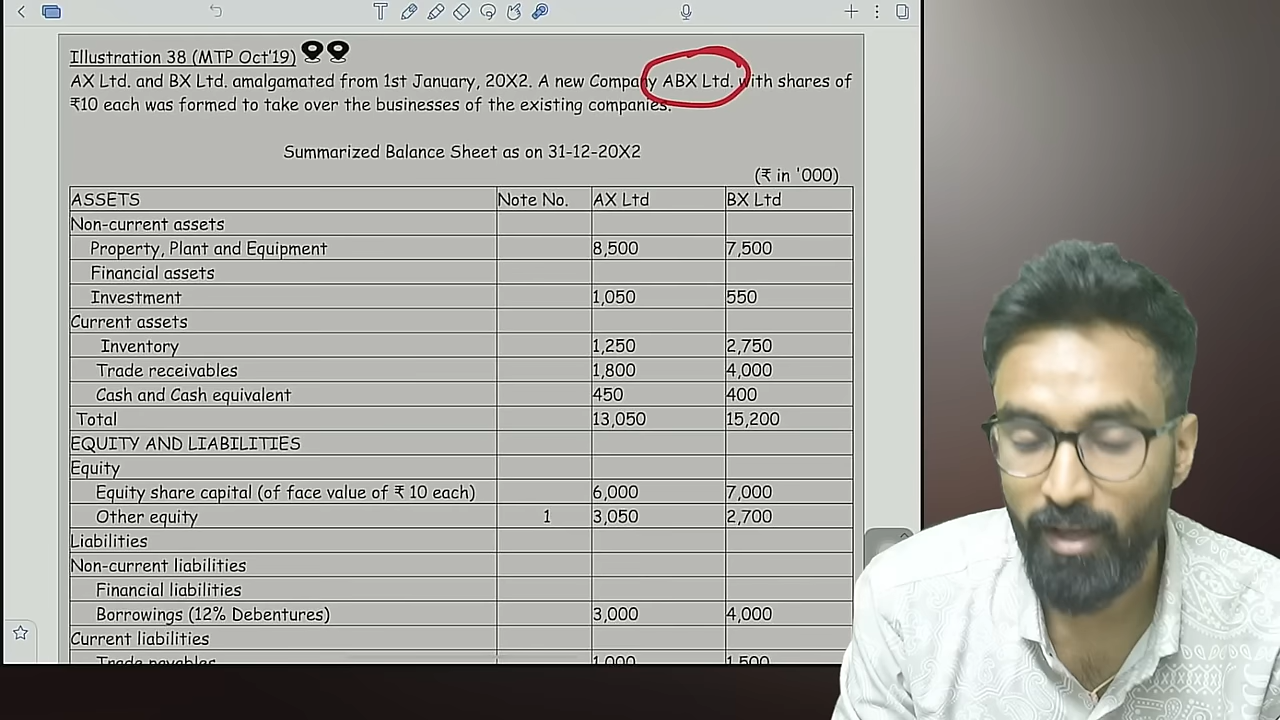 Illustration 38 (MTP Oct'19)
AX Ltd. and BX Ltd. amalgamated from 1st January, 20X2. A new Company ABX Ltd. with shares of
₹10 each was formed to take over the businesses of the existing companies.
Summarized Balance Sheet as on 31-12-20X2
(₹ in '000)
ASSETS Note No. AX Ltd BX Ltd
Non-current assets
Property, Plant and Equipment 8,500 7,500
Financial assets
Investment 1,050 550
Current assets
Inventory 1,250 2,750
Trade receivables 1,800 4,000
Cash and Cash equivalent 450 400
Total 13,050 15,200
EQUITY AND LIABILITIES
Equity
Equity share capital (of face value of ₹ 10 each) 6,000 7,000
Other equity 1 3,050 2,700
Liabilities
Non-current liabilities
Financial liabilities
Borrowings (12% Debentures) 3,000 4,000
Current liabilities
Trade payables 1,000 1,500